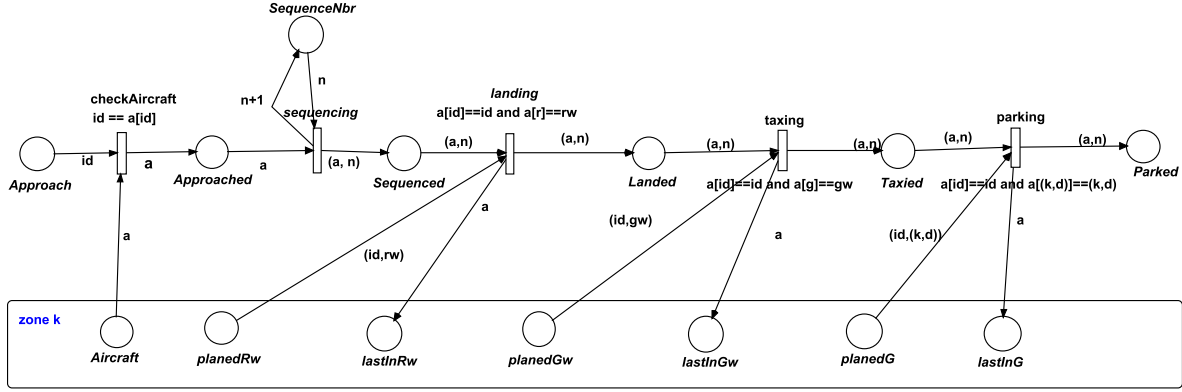 SequenceNbr
n
n+1
checkAircraft
id == a[id]
sequencing
landing
a[id]==id and a[r]==rw
taxing
parking
id
a
a
(a, n)
(a,n)
(a,n)
(a,n)
(a,n)
(a,n)
(a,n)
Approach
Approached
Sequenced
Landed
Taxied
Parked
a[id]==id and a[g]==gw
a[id]==id and a[(k,d)]==(k,d)
a
a
a
a
(id,rw)
(id,gw)
(id,(k,d))
zone k
Aircraft
planedRw
lastInRw
planedGw
lastInGw
planedG
lastInG